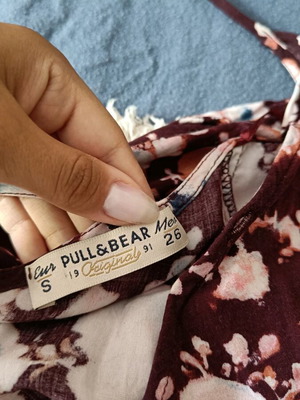 Eur PULL&BEAR Mex
S 19 Original 91 26